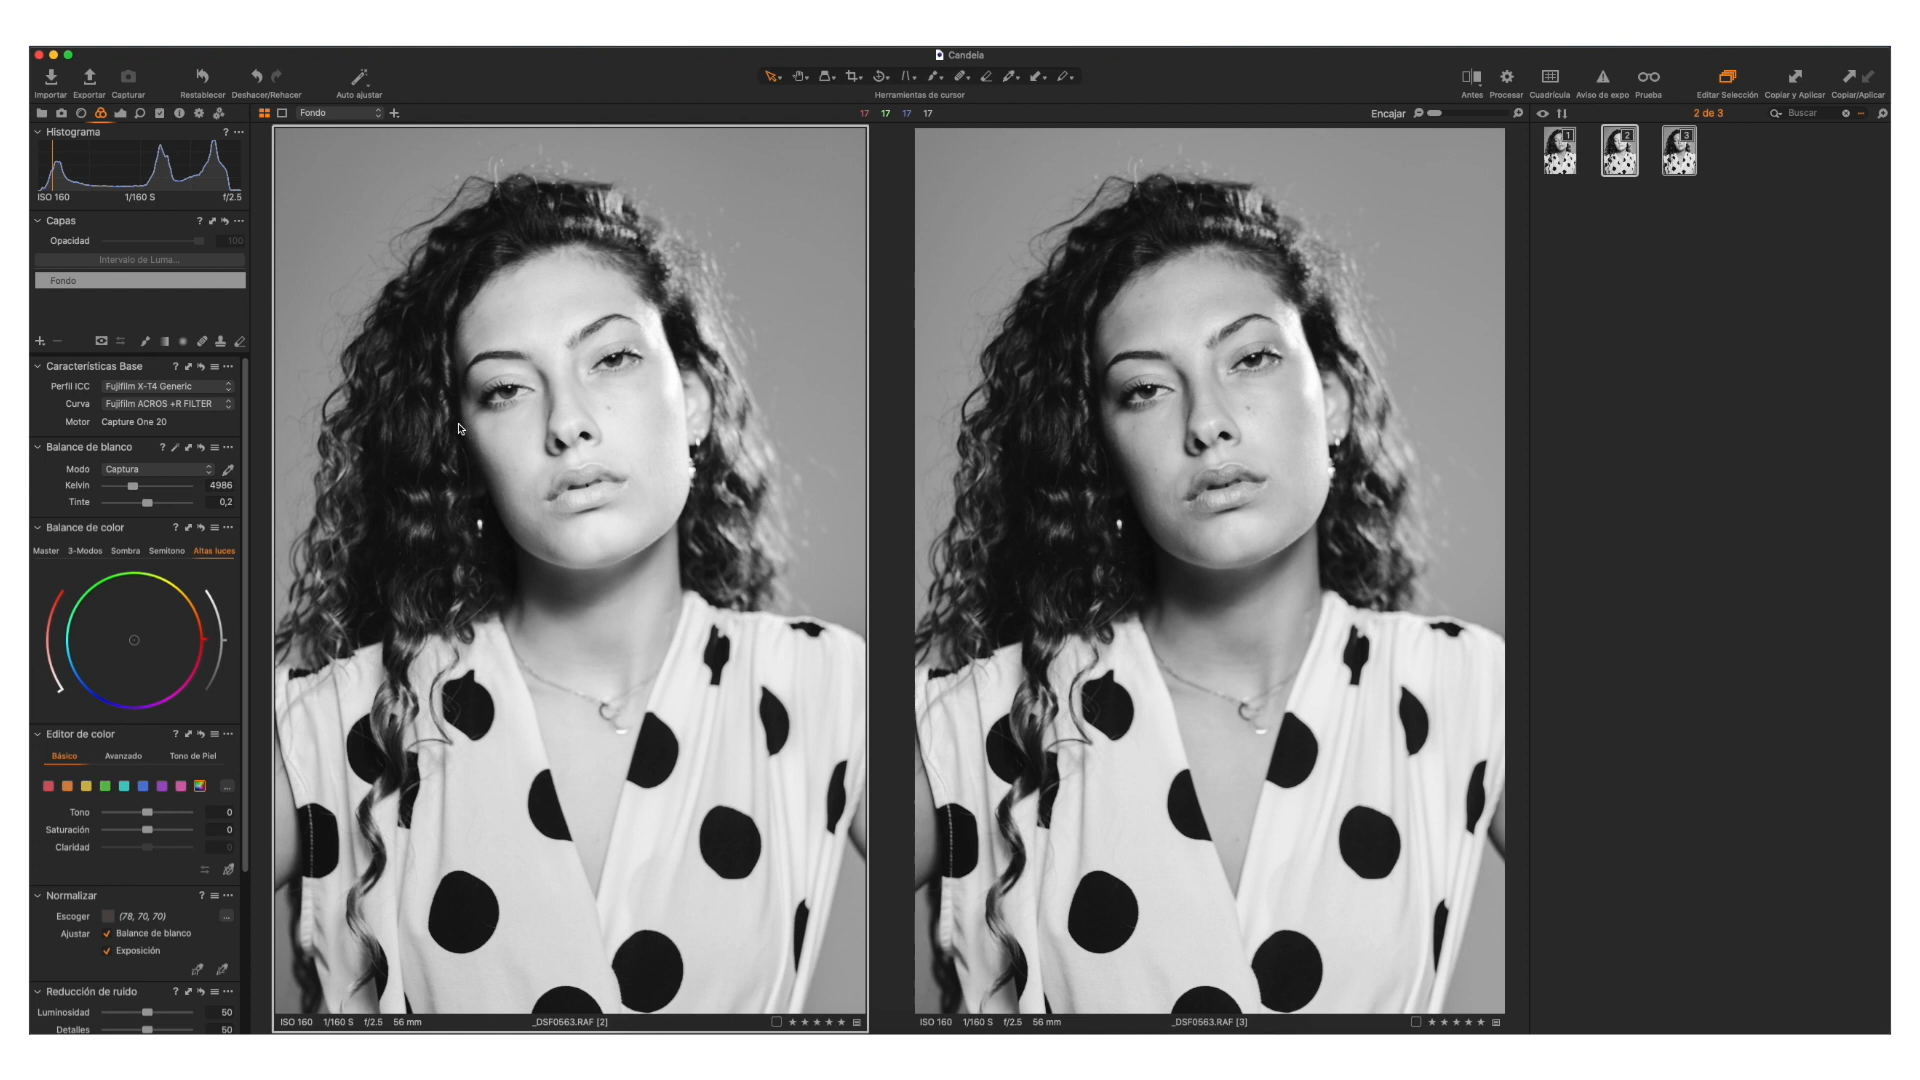 Candela
Importar Exportar Capturar Restablecer Deshacer/Rehacer Auto ajustar Herramientas de cursor Antes Procesar Cuadrícula Aviso de expo Prueba Editar Selección Copiar y Aplicar Copiar/Aplicar
Fondo 17 17 17 17 Encajar 2 de 3 Buscar
Histograma ? ...
ISO 160 1/160 S f/2.5
1 2 3
Capas ? ...
Opacidad 100
Intervalo de Luma...
Fondo
Características Base ? ...
Perfil ICC Fujifilm X-T4 Generic
Curva Fujifilm ACROS +R FILTER
Motor Capture One 20
Balance de blanco ? ...
Modo Captura
Kelvin 4986
Tinte 0,2
Balance de color ? ...
Master 3-Modos Sombra Semitono Altas luces
Editor de color ? ...
Básico Avanzado Tono de Piel
...
Tono 0
Saturación 0
Claridad 0
Normalizar ? ...
Escoger (78, 70, 70) ...
Ajustar Balance de blanco
Exposición
Reducción de ruido ? ...
Luminosidad 50
Detalles 50
ISO 160 1/160 S f/2.5 56 mm _DSF0563.RAF [2]
ISO 160 1/160 S f/2.5 56 mm _DSF0563.RAF [3]